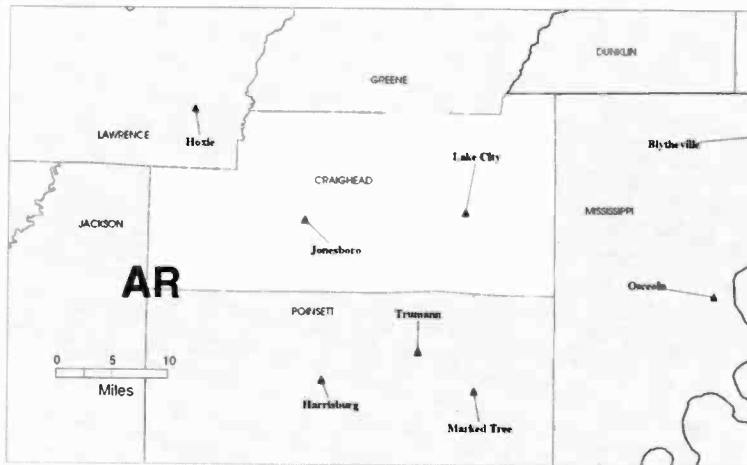 DUNKLIN
GREENE
LAWRENCE
Hoxie
Blytheville
Lake City
CRAIGHEAD
MISSISSIPPI
JACKSON
Jonesboro
AR
Osceola
POINSETT
Trumann
0 5 10
Miles
Harrisburg
Marked Tree